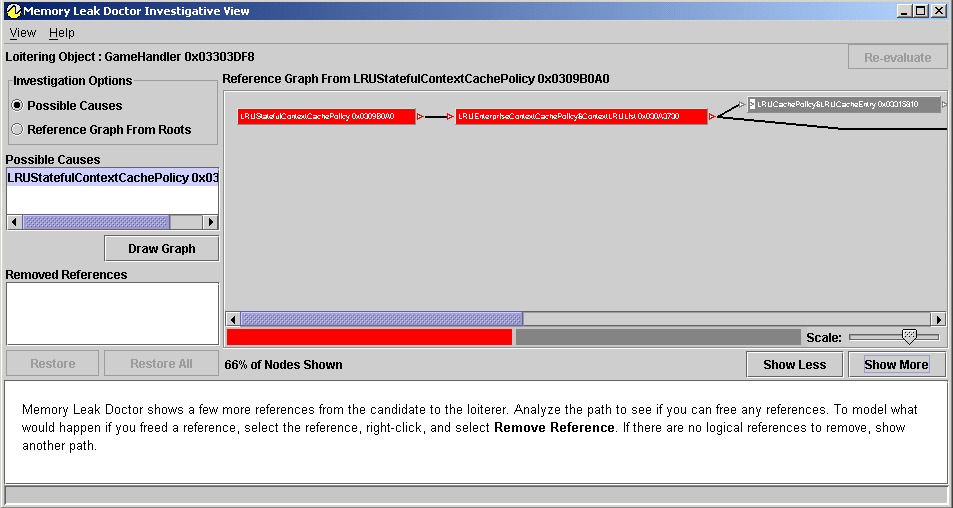 Memory Leak Doctor Investigative View
View Help
Loitering Object : GameHandler 0x03303DF8
Re-evaluate
Investigation Options
Possible Causes
Reference Graph From Roots
Possible Causes
LRUStatefulContextCachePolicy 0x03
Draw Graph
Removed References
Restore Restore All
Reference Graph From LRUStatefulContextCachePolicy 0x0309B0A0
LRUStatefulContextCachePolicy 0x0309B0A0
LRUEnterpriseContextCachePolicy$ContextLRUList 0x030A3730
LRUCachePolicy$LRUCacheEntry 0x03315810
Scale:
66% of Nodes Shown
Show Less Show More
Memory Leak Doctor shows a few more references from the candidate to the loiterer. Analyze the path to see if you can free any references. To model what
would happen if you freed a reference, select the reference, right-click, and select Remove Reference. If there are no logical references to remove, show
another path.